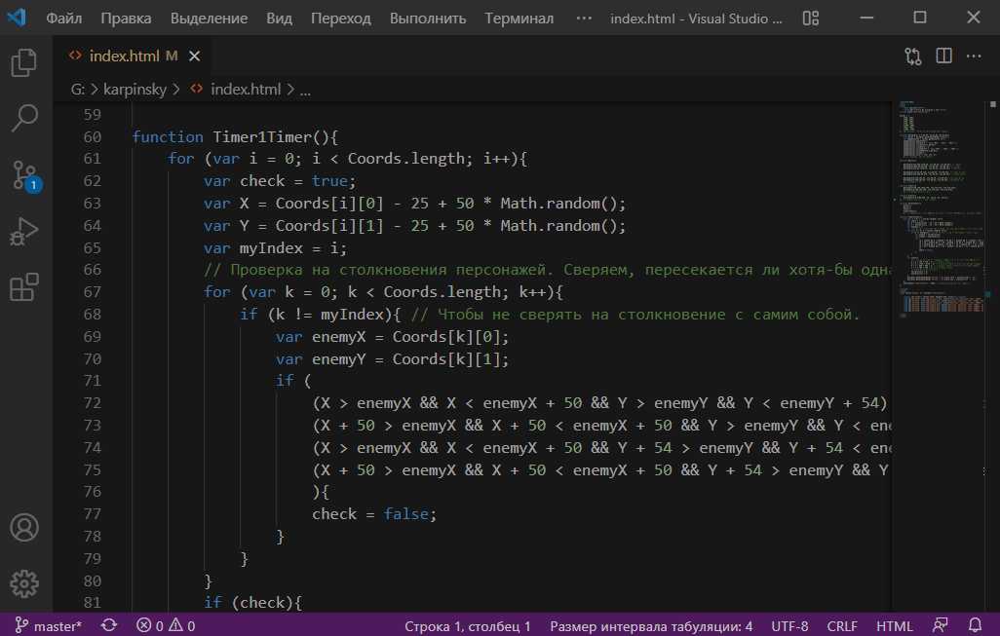 Файл Правка Выделение Вид Переход Выполнить Терминал ··· index.html - Visual Studio ...
index.html M
G: > karpinsky > index.html > ...
59
60 function Timer1Timer(){
61 for (var i = 0; i < Coords.length; i++){
62 var check = true;
63 var X = Coords[i][0] - 25 + 50 * Math.random();
64 var Y = Coords[i][1] - 25 + 50 * Math.random();
65 var myIndex = i;
66 // Проверка на столкновения персонажей. Сверяем, пересекается ли хотя-бы одна
67 for (var k = 0; k < Coords.length; k++){
68 if (k != myIndex){ // Чтобы не сверять на столкновение с самим собой.
69 var enemyX = Coords[k][0];
70 var enemyY = Coords[k][1];
71 if (
72 (X > enemyX && X < enemyX + 50 && Y > enemyY && Y < enemyY + 54)
73 (X + 50 > enemyX && X + 50 < enemyX + 50 && Y > enemyY && Y < ene
74 (X > enemyX && X < enemyX + 50 && Y + 54 > enemyY && Y + 54 < ene
75 (X + 50 > enemyX && X + 50 < enemyX + 50 && Y + 54 > enemyY && Y
76 ){
77 check = false;
78 }
79 }
80 }
81 if (check){
1
master* 0 0 Строка 1, столбец 1 Размер интервала табуляции: 4 UTF-8 CRLF HTML